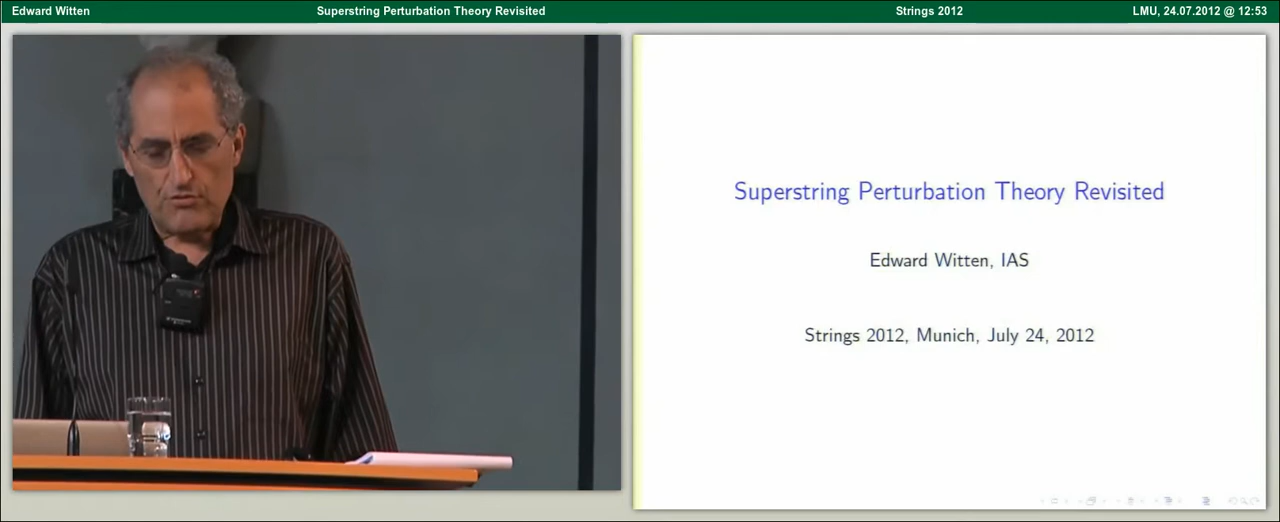 Edward Witten Superstring Perturbation Theory Revisited Strings 2012 LMU, 24.07.2012 @ 12:53
Superstring Perturbation Theory Revisited
Edward Witten, IAS
Strings 2012, Munich, July 24, 2012